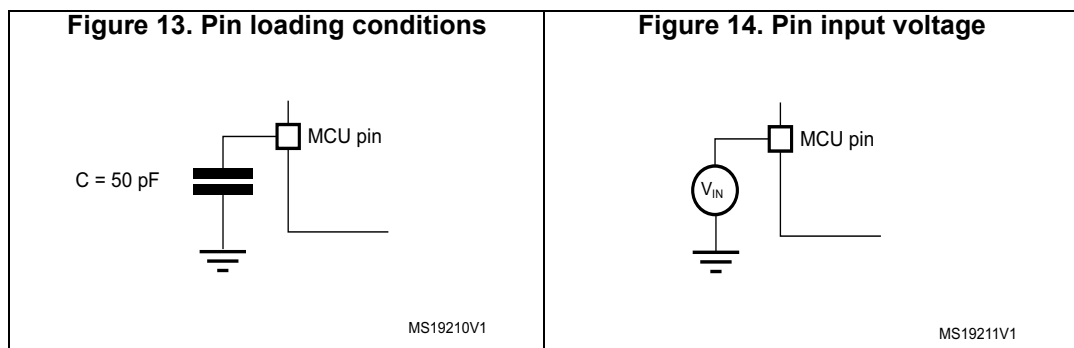 Figure 13. Pin loading conditions
MCU pin
C = 50 pF
MS19210V1
Figure 14. Pin input voltage
MCU pin
VIN
MS19211V1